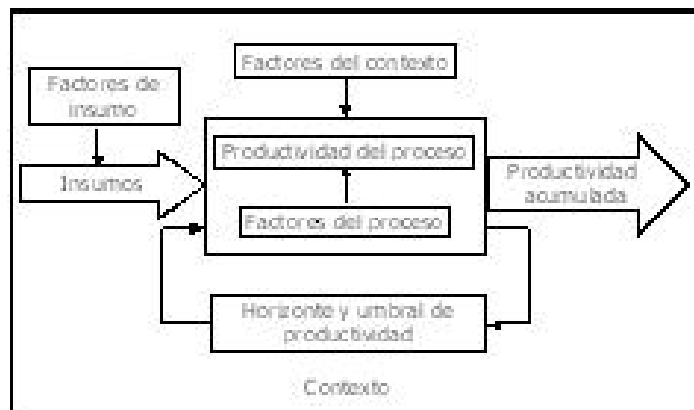 Factores del contexto
Factores de
insumo
Productividad del proceso
Insumos
Productividad
acumulada
Factores del proceso
Horizonte y umbral de
productividad
Contexto